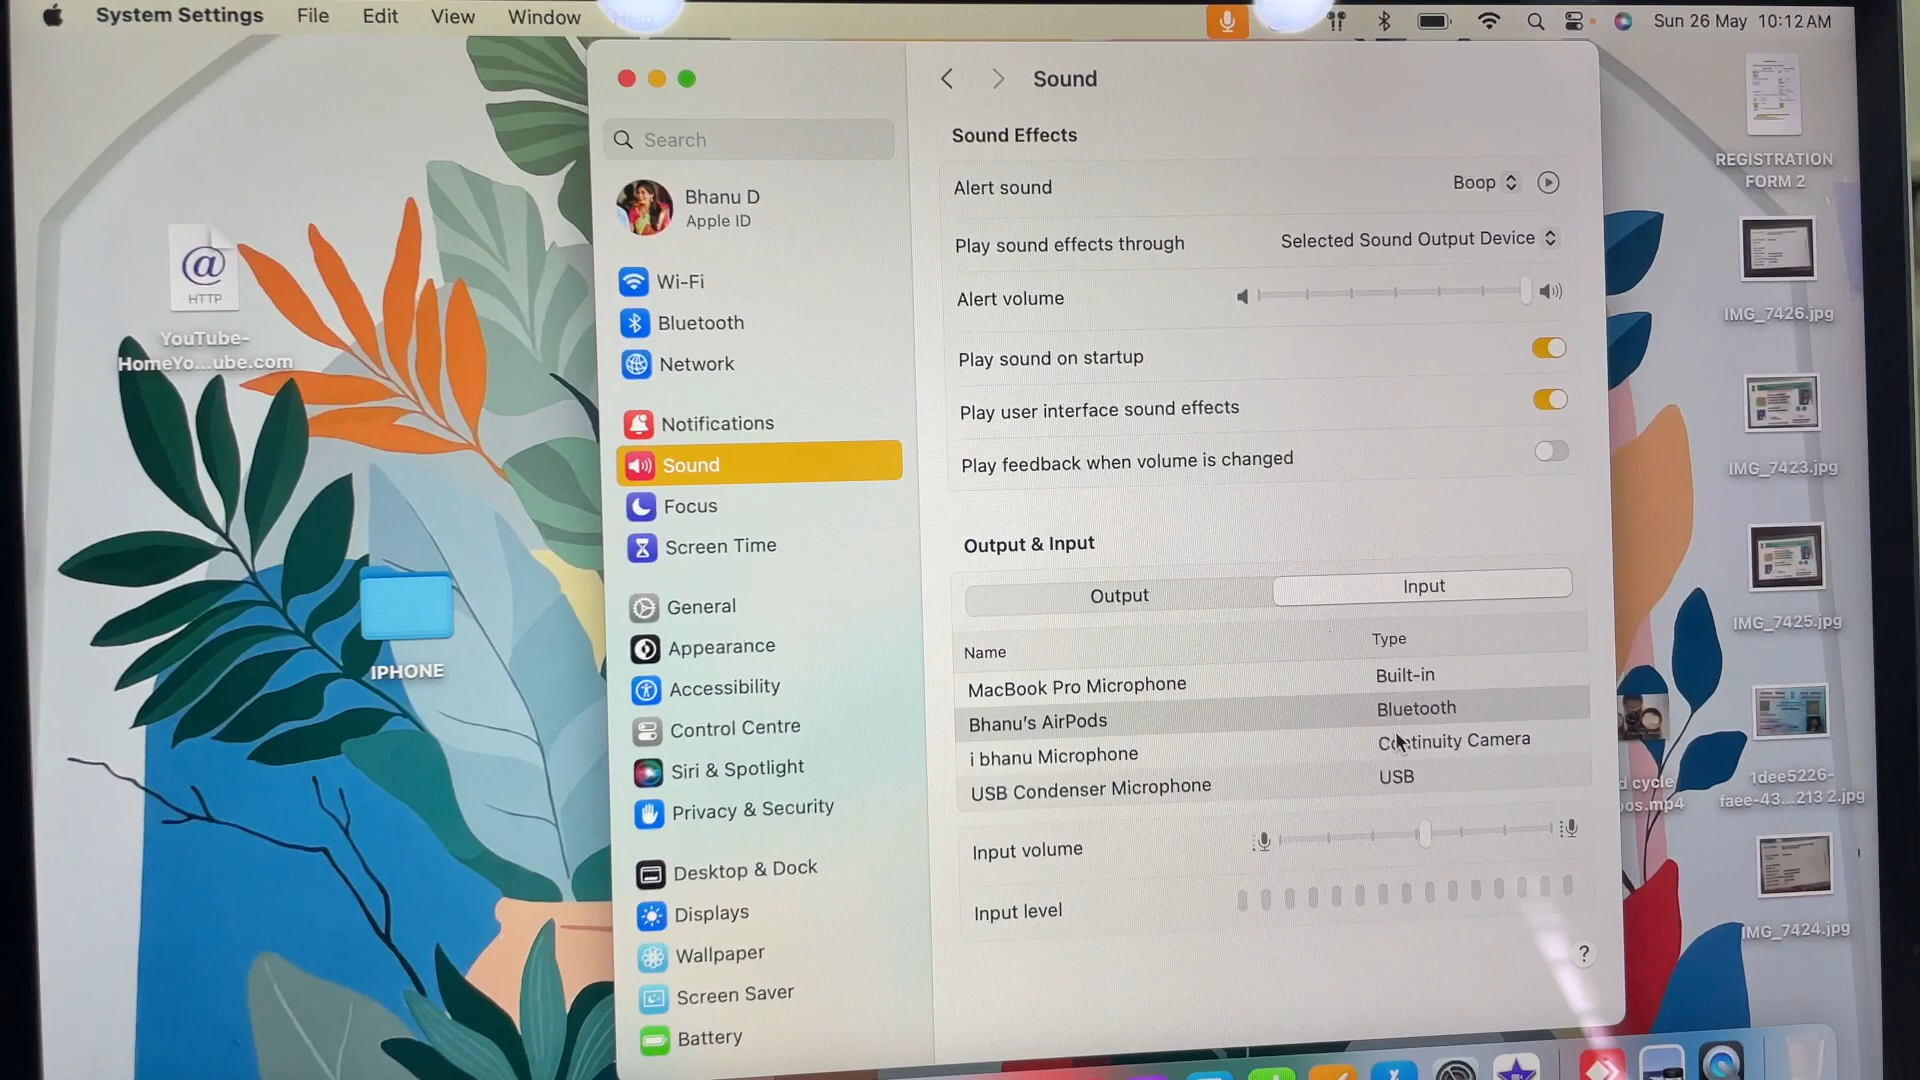 System Settings File Edit View Window Help
Sun 26 May 10:12 AM
Sound
Search
Bhanu D
Apple ID
Wi-Fi
Bluetooth
Network
Notifications
Sound
Focus
Screen Time
General
Appearance
Accessibility
Control Centre
Siri & Spotlight
Privacy & Security
Desktop & Dock
Displays
Wallpaper
Screen Saver
Battery
Sound Effects
Alert sound Boop
Play sound effects through Selected Sound Output Device
Alert volume
Play sound on startup
Play user interface sound effects
Play feedback when volume is changed
Output & Input
Output Input
Name Type
MacBook Pro Microphone Built-in
Bhanu's AirPods Bluetooth
i bhanu Microphone Continuity Camera
USB Condenser Microphone USB
Input volume
Input level
?
@
HTTP
YouTube-
HomeYo...ube.com
IPHONE
REGISTRATION
FORM 2
IMG_7426.jpg
IMG_7423.jpg
IMG_7425.jpg
d cycle
os.mp4
1dee5226-
faee-43...213 2.jpg
IMG_7424.jpg